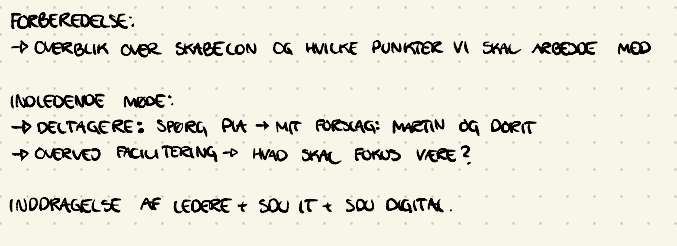 FORBEREDELSE:
→ OVERBLIK OVER SKABELON OG HVILKE PUNKTER VI SKAL ARBEJDE MED
INDLEDENDE MØDE:
→ DELTAGERE: SPØRG PIA → MIT FORSLAG: MARTIN OG DORIT
→ OVERVEJ FACILITERING → HVAD SKAL FOKUS VÆRE?
INDDRAGELSE AF LEDERE + SDU IT + SDU DIGITAL.